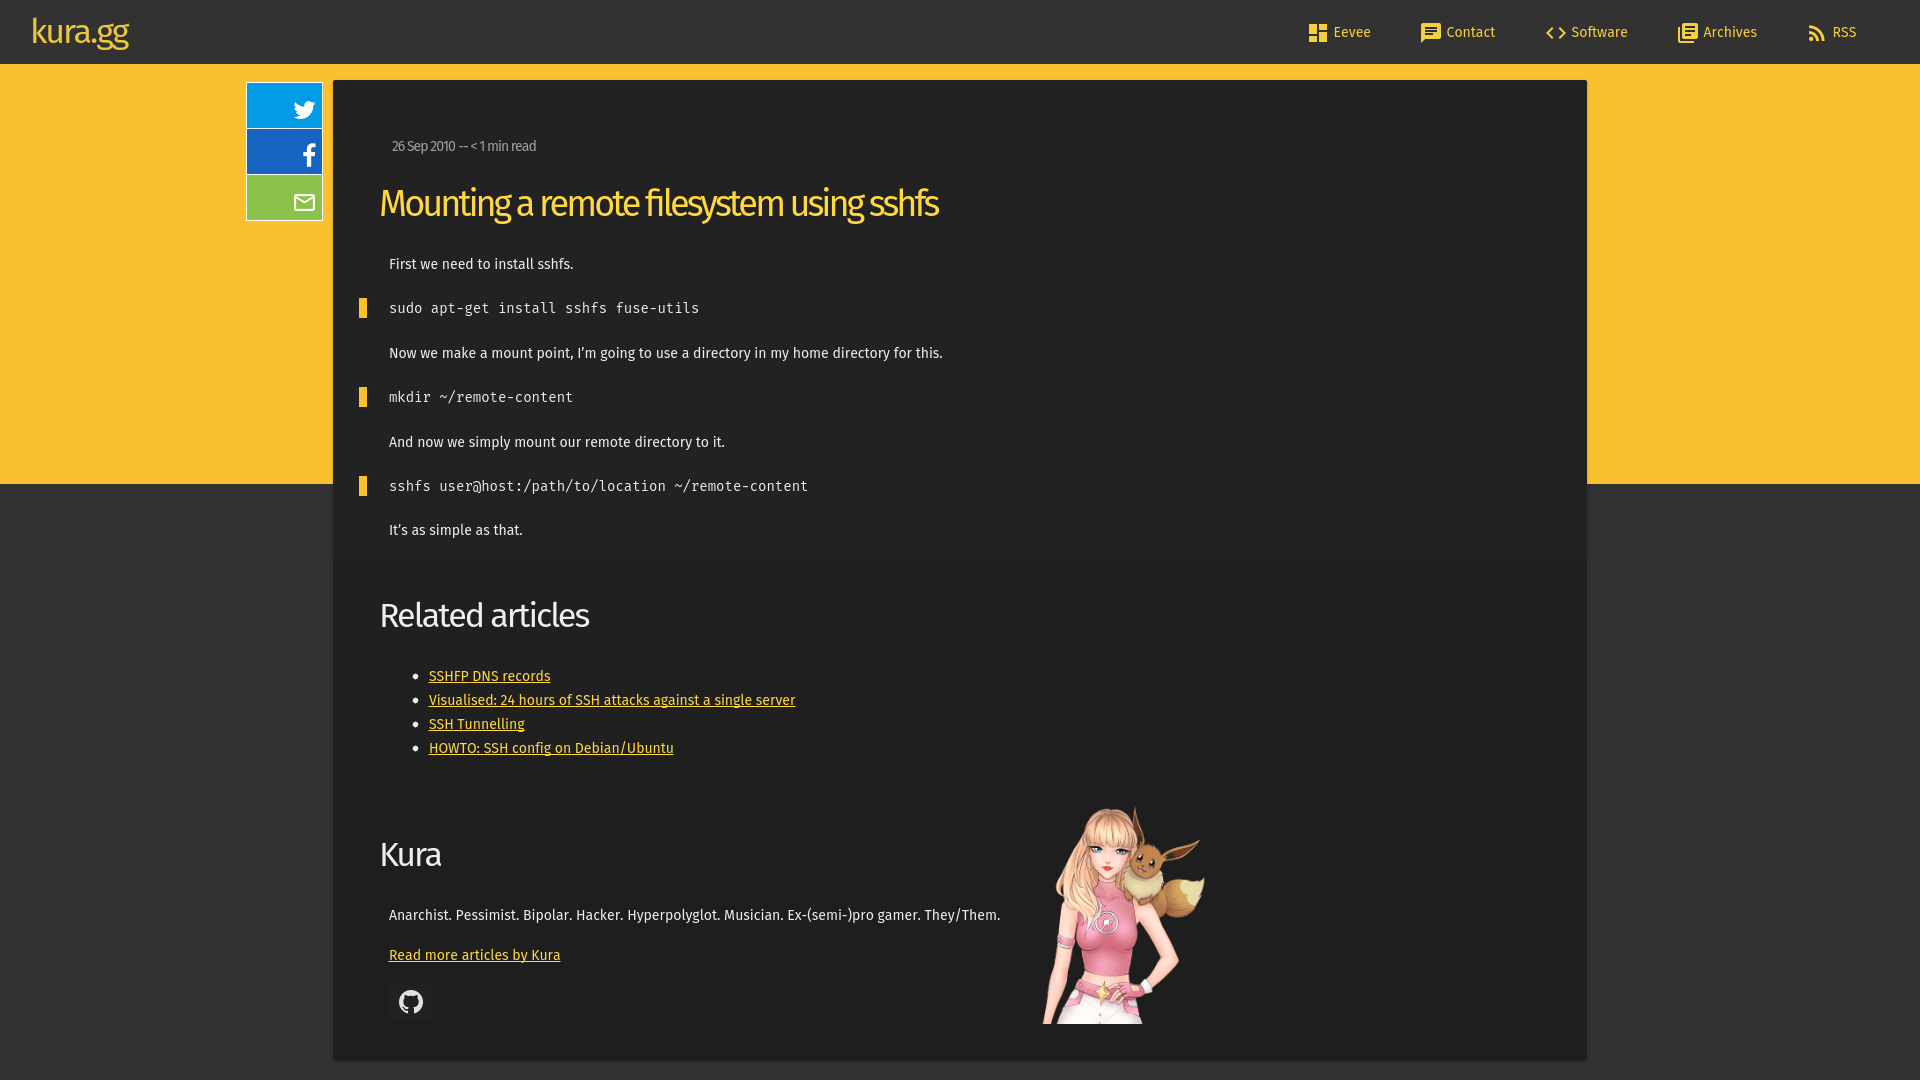 kura.gg
Eevee
Contact
Software
Archives
RSS
26 Sep 2010 -- < 1 min read
Mounting a remote filesystem using sshfs
First we need to install sshfs.
sudo apt-get install sshfs fuse-utils
Now we make a mount point, I’m going to use a directory in my home directory for this.
mkdir ~/remote-content
And now we simply mount our remote directory to it.
sshfs user@host:/path/to/location ~/remote-content
It’s as simple as that.
Related articles
SSHFP DNS records
Visualised: 24 hours of SSH attacks against a single server
SSH Tunnelling
HOWTO: SSH config on Debian/Ubuntu
Kura
Anarchist. Pessimist. Bipolar. Hacker. Hyperpolyglot. Musician. Ex-(semi-)pro gamer. They/Them.
Read more articles by Kura